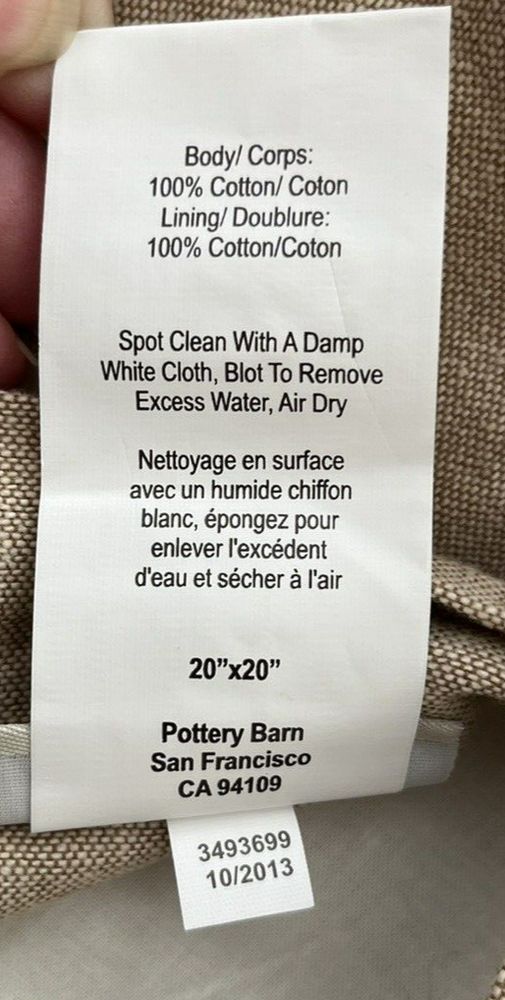 Body/ Corps:
100% Cotton/ Coton
Lining/ Doublure:
100% Cotton/Coton
Spot Clean With A Damp
White Cloth, Blot To Remove
Excess Water, Air Dry
Nettoyage en surface
avec un humide chiffon
blanc, épongez pour
enlever l'excédent
d'eau et sécher à l'air
20”x20”
Pottery Barn
San Francisco
CA 94109
3493699
10/2013